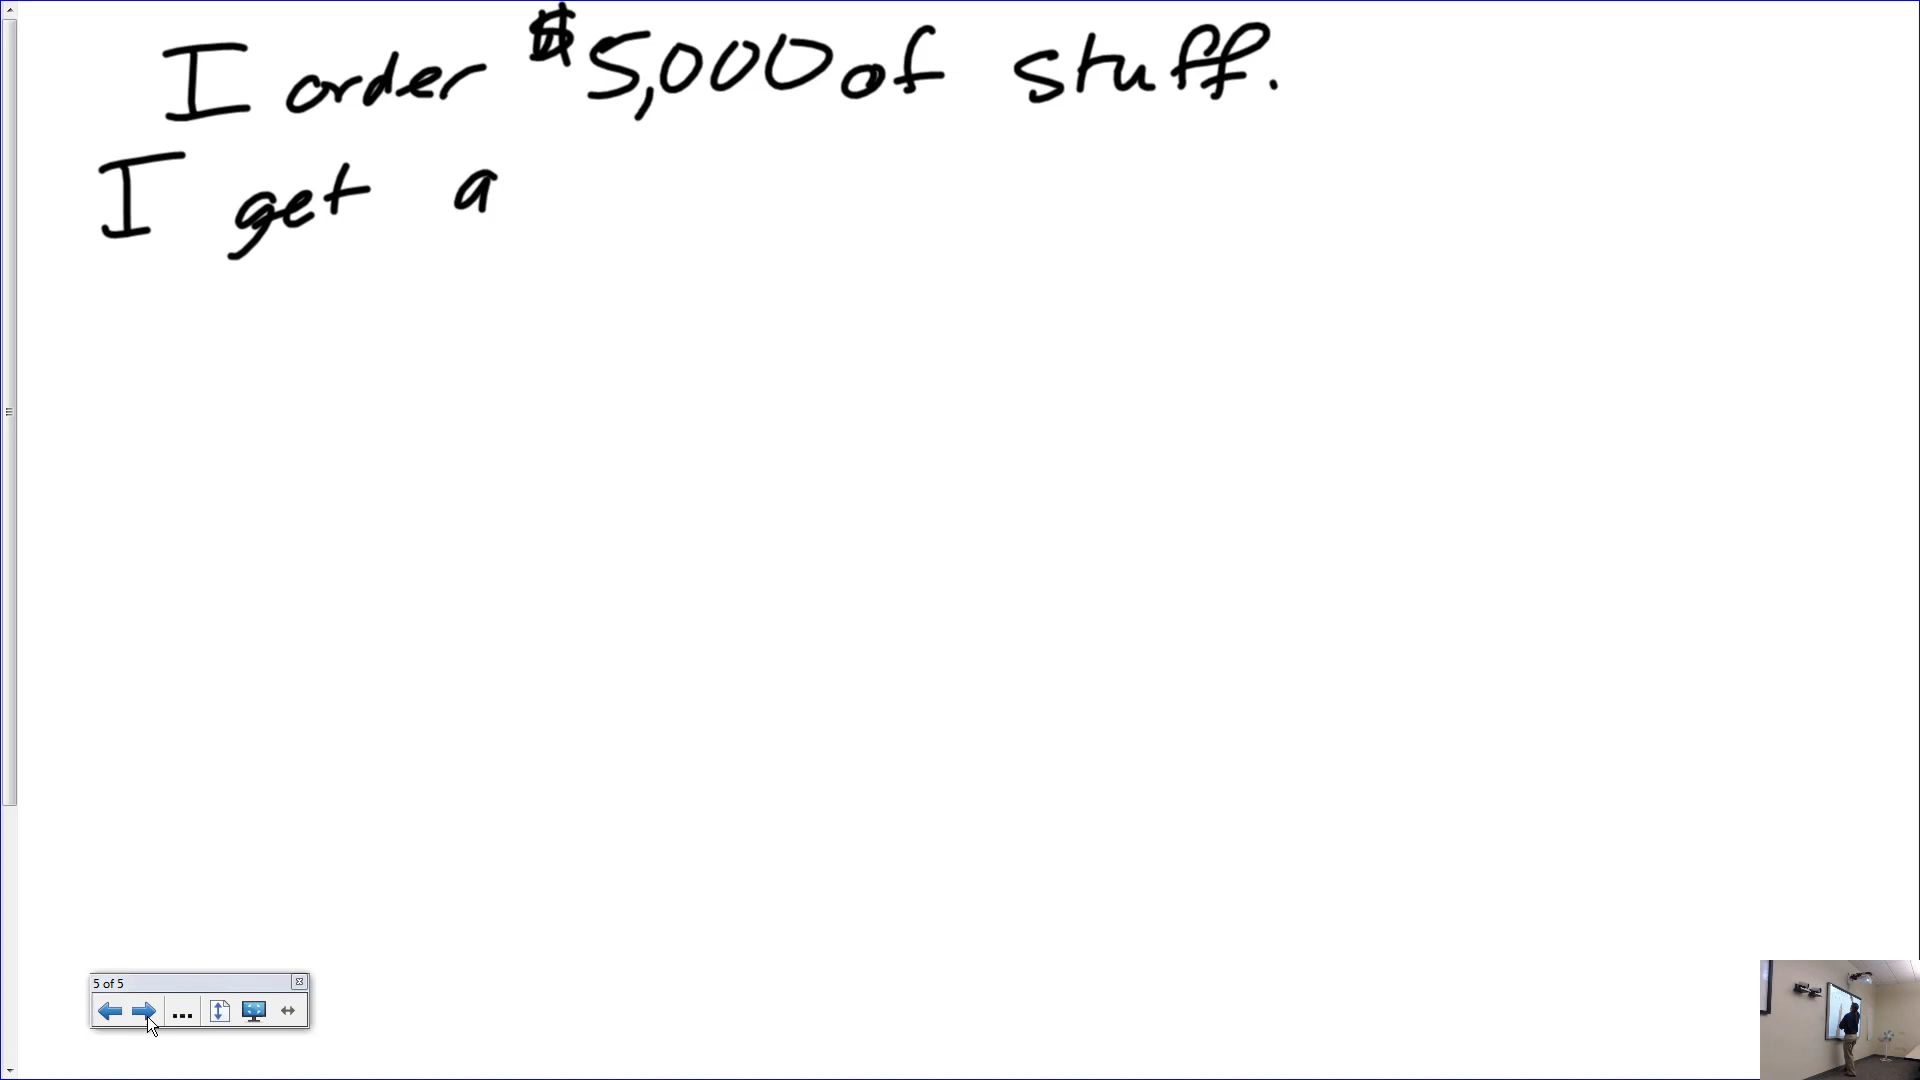 I order $5,000 of stuff.
I get a
5 of 5